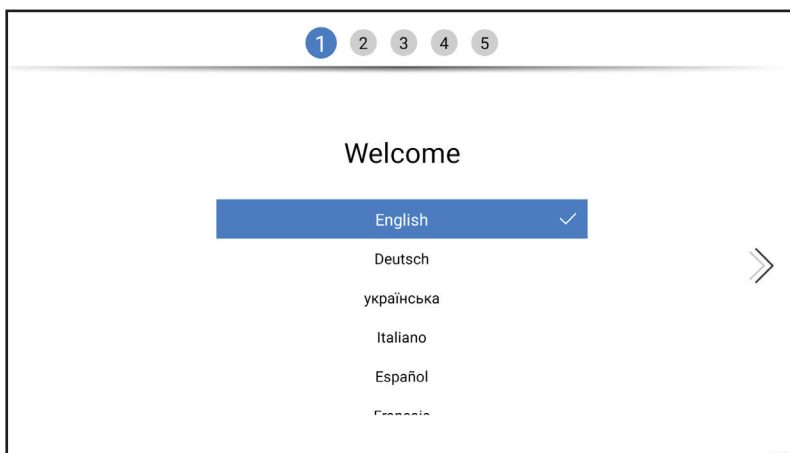 1 2 3 4 5
Welcome
English
Deutsch
українська
Italiano
Español